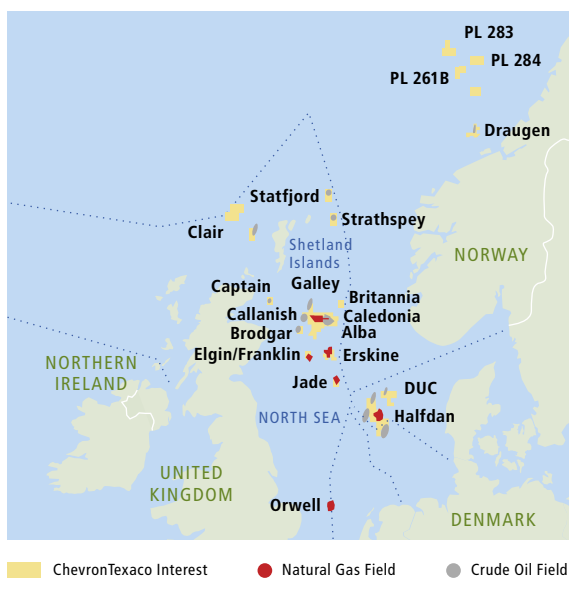 PL 283
PL 284
PL 261B
Draugen
Statfjord
Strathspey
Clair
Shetland
Islands
NORWAY
Captain
Galley
Britannia
Callanish
Caledonia
Brodgar
Alba
Elgin/Franklin
Erskine
NORTHERN
IRELAND
Jade
DUC
NORTH SEA
Halfdan
UNITED
KINGDOM
Orwell
DENMARK
ChevronTexaco Interest
Natural Gas Field
Crude Oil Field